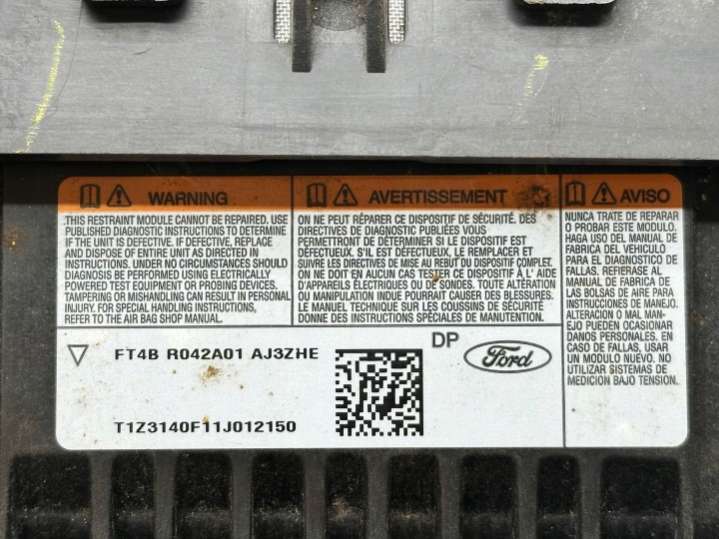 WARNING
THIS RESTRAINT MODULE CANNOT BE REPAIRED. USE
PUBLISHED DIAGNOSTIC INSTRUCTIONS TO DETERMINE
IF THE UNIT IS DEFECTIVE. IF DEFECTIVE, REPLACE
AND DISPOSE OF ENTIRE UNIT AS DIRECTED IN
INSTRUCTIONS. UNDER NO CIRCUMSTANCES SHOULD
DIAGNOSIS BE PERFORMED USING ELECTRICALLY
POWERED TEST EQUIPMENT OR PROBING DEVICES.
TAMPERING OR MISHANDLING CAN RESULT IN PERSONAL
INJURY. FOR SPECIAL HANDLING INSTRUCTIONS,
REFER TO THE AIR BAG SHOP MANUAL.
AVERTISSEMENT
ON NE PEUT RÉPARER CE DISPOSITIF DE SÉCURITÉ. DES
DIRECTIVES DE DIAGNOSTIC PUBLIÉES VOUS
PERMETTRONT DE DÉTERMINER SI LE DISPOSITIF EST
DÉFECTUEUX. S'IL EST DÉFECTUEUX, LE REMPLACER ET
SUIVRE LES DIRECTIVES DE MISE AU REBUT DU DISPOSITIF COMPLET.
ON NE DOIT EN AUCUN CAS TESTER CE DISPOSITIF À L' AIDE
D'APPAREILS ÉLECTRIQUES OU DE SONDES. TOUTE ALTÉRATION
OU MANIPULATION INDUE POURRAIT CAUSER DES BLESSURES.
LE MANUEL TECHNIQUE SUR LES COUSSINS DE SÉCURITÉ
DONNE LES INSTRUCTIONS SPÉCIALES DE MANUTENTION.
AVISO
NUNCA TRATE DE REPARAR
O PROBAR ESTE MODULO.
HAGA USO DEL MANUAL DE
FABRICA DEL VEHICULO
PARA EL DIAGNOSTICO DE
FALLAS. REFIERASE AL
MANUAL DE FABRICA DE
LAS BOLSAS DE AIRE PARA
INSTRUCCIONES DE MANEJO.
ALTERACION O MAL MAN-
EJO PUEDEN OCASIONAR
DANOS PERSONALES. EN
CASO DE FALLAS, USAR
UN MODULO NUEVO. NO
UTILIZAR SISTEMAS DE
MEDICIÓN BAJO TENSION.
FT4B R042A01 AJ3ZHE
DP
Ford
T1Z3140F11J012150